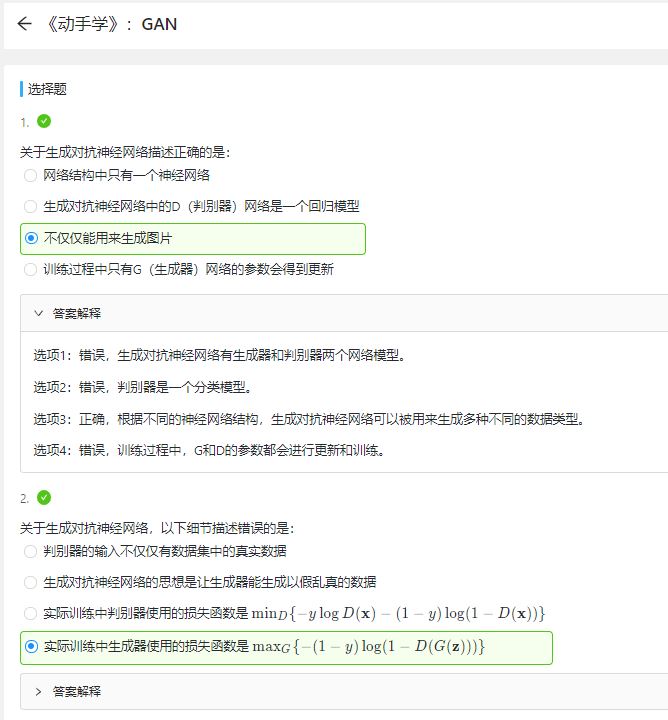 《动手学》：GAN
选择题
1.
关于生成对抗神经网络描述正确的是：
网络结构中只有一个神经网络
生成对抗神经网络中的D（判别器）网络是一个回归模型
不仅仅能用来生成图片
训练过程中只有G（生成器）网络的参数会得到更新
答案解释
选项1：错误，生成对抗神经网络有生成器和判别器两个网络模型。
选项2：错误，判别器是一个分类模型。
选项3：正确，根据不同的神经网络结构，生成对抗神经网络可以被用来生成多种不同的数据类型。
选项4：错误，训练过程中，G和D的参数都会进行更新和训练。
2.
关于生成对抗神经网络，以下细节描述错误的是：
判别器的输入不仅仅有数据集中的真实数据
生成对抗神经网络的思想是让生成器能生成以假乱真的数据
实际训练中判别器使用的损失函数是 min_D{−y log D(x) − (1 − y) log(1 − D(x))}
实际训练中生成器使用的损失函数是 max_G{−(1 − y) log(1 − D(G(z)))}
答案解释